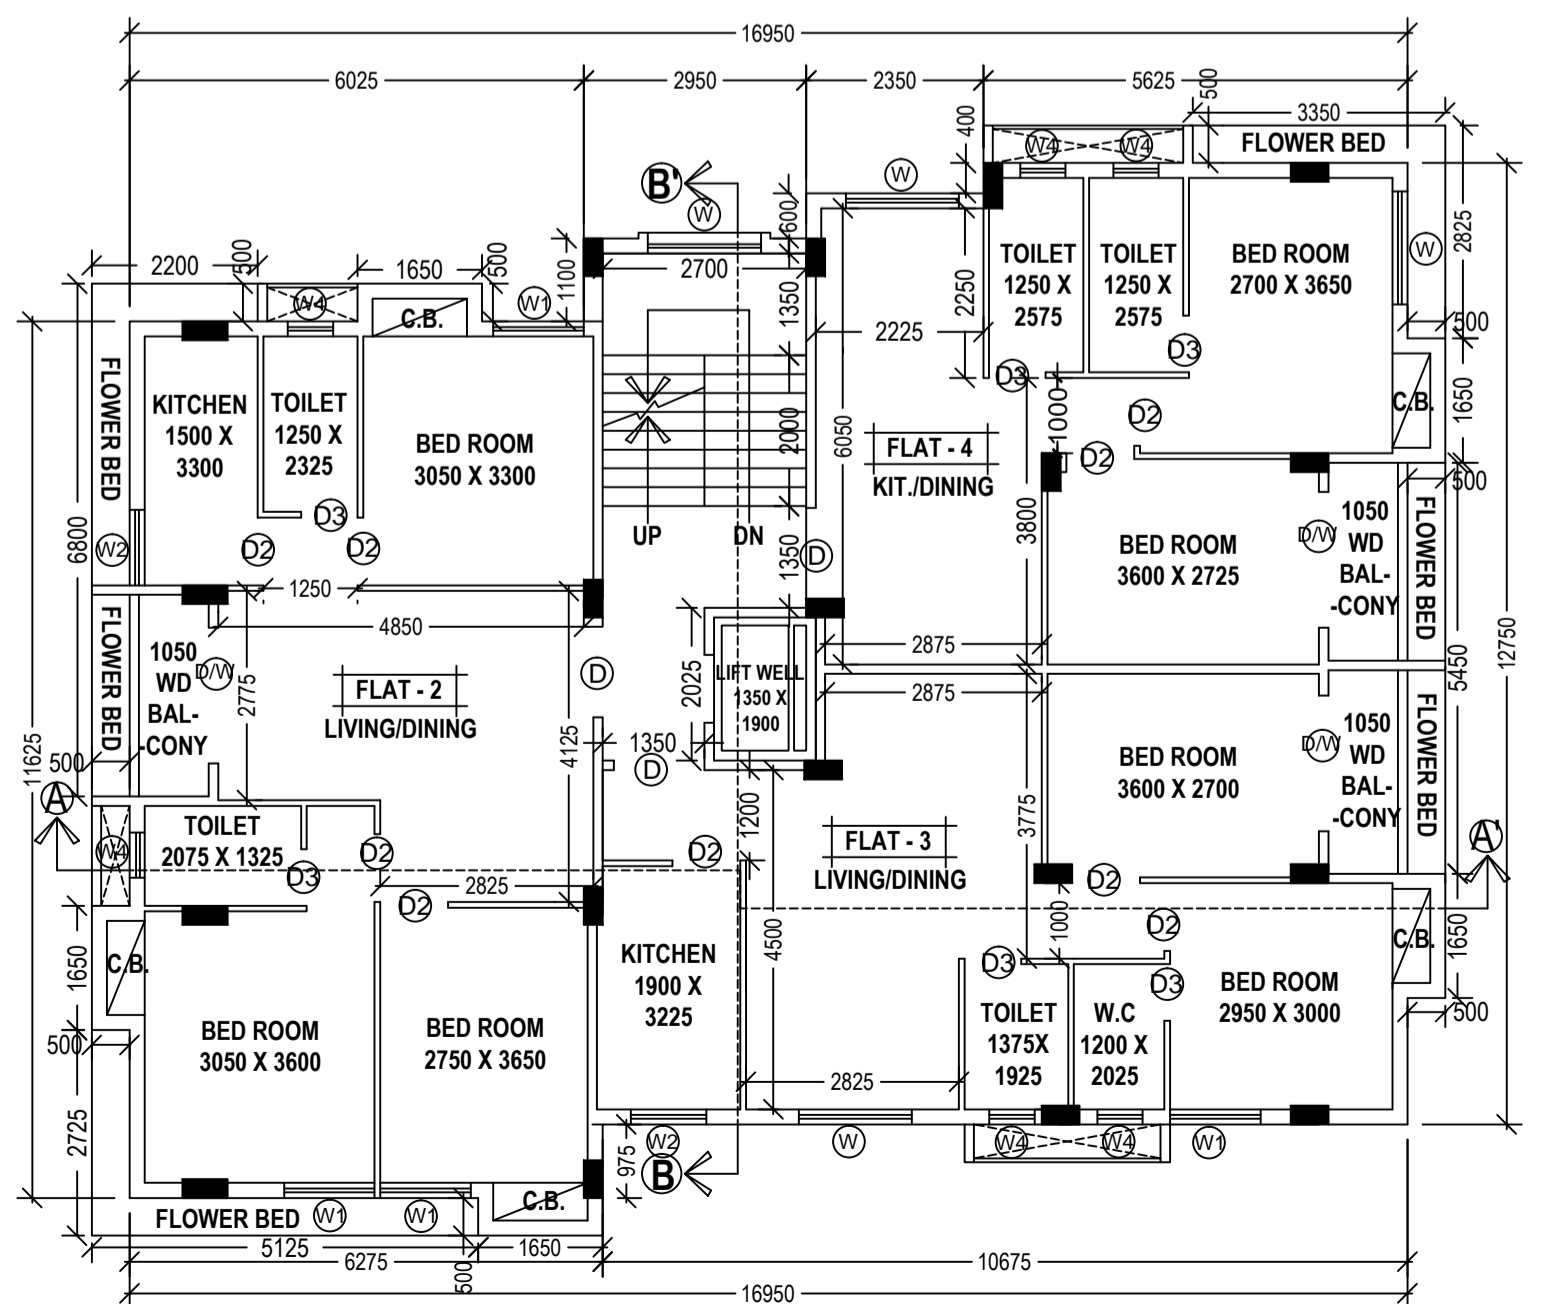 16950
6025
2950
2350
5625
500
3350
400
FLOWER BED
W4
W4
B'
W
W
600
2825
W
2200
500
1650
500
1100
2700
1350
2250
2225
TOILET
1250 X
2575
TOILET
1250 X
2575
BED ROOM
2700 X 3650
500
W4
C.B.
W1
D3
D3
C.B.
1650
FLOWER BED
KITCHEN
1500 X
3300
TOILET
1250 X
2325
BED ROOM
3050 X 3300
2000
6050
1000
D2
D2
FLAT - 4
KIT./DINING
500
6800
W2
D3
D2
D2
UP
DN
1350
D
3800
BED ROOM
3600 X 2725
D/W
1050
WD
BAL-
-CONY
FLOWER BED
12750
1250
4850
2875
5450
FLOWER BED
1050
WD
BAL-
-CONY
D/W
2775
FLAT - 2
LIVING/DINING
D
2025
LIFT WELL
1350 X
1900
2875
FLOWER BED
11625
500
4125
1350
D
BED ROOM
3600 X 2700
D/W
1050
WD
BAL-
-CONY
A
TOILET
2075 X 1325
W4
D2
D3
2825
D2
D2
1200
FLAT - 3
LIVING/DINING
3775
A'
D2
1000
D2
C.B.
1650
C.B.
1650
KITCHEN
1900 X
3225
4500
D3
D3
BED ROOM
2950 X 3000
500
500
BED ROOM
3050 X 3600
BED ROOM
2750 X 3650
TOILET
1375X
1925
W.C
1200 X
2025
2825
2725
975
W2
W
W4
W4
W1
B
FLOWER BED
W1
W1
C.B.
5125
1650
500
6275
10675
16950